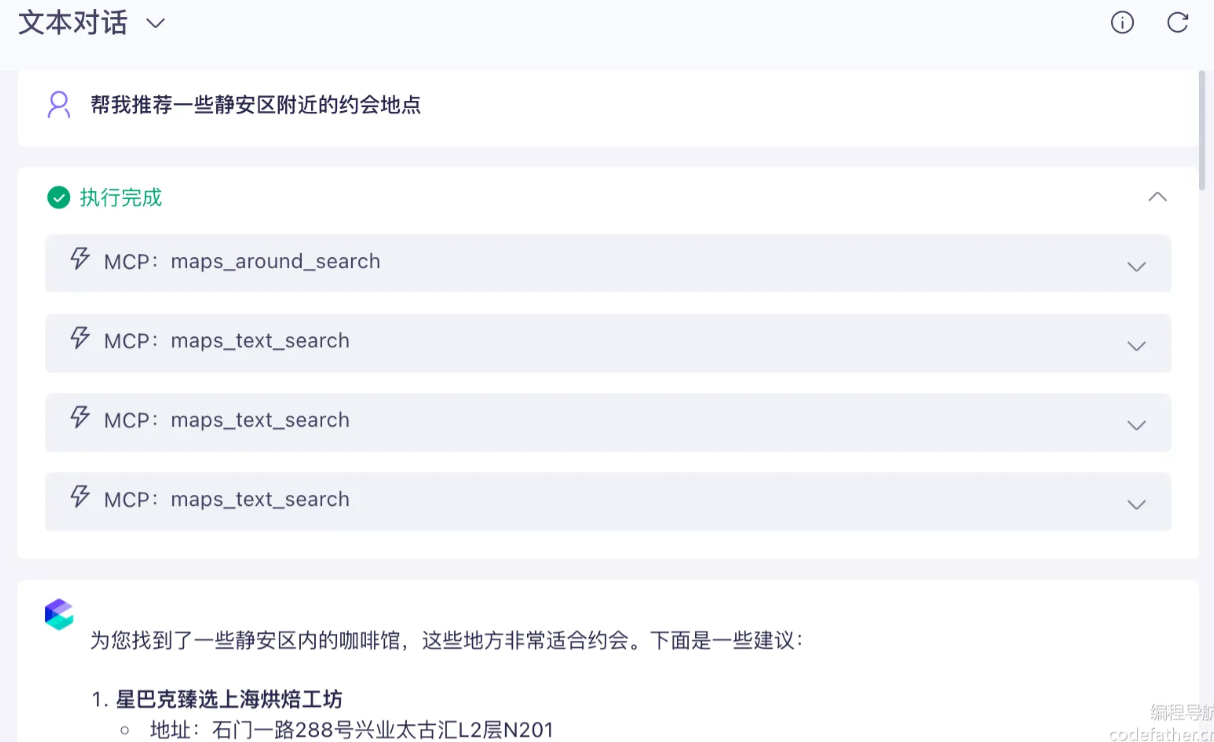 文本对话
帮我推荐一些静安区附近的约会地点
执行完成
MCP：maps_around_search
MCP：maps_text_search
MCP：maps_text_search
MCP：maps_text_search
为您找到了一些静安区内的咖啡馆，这些地方非常适合约会。下面是一些建议：
1. 星巴克臻选上海烘焙工坊
地址：石门一路288号兴业太古汇L2层N201
编程导航
codefather.cn